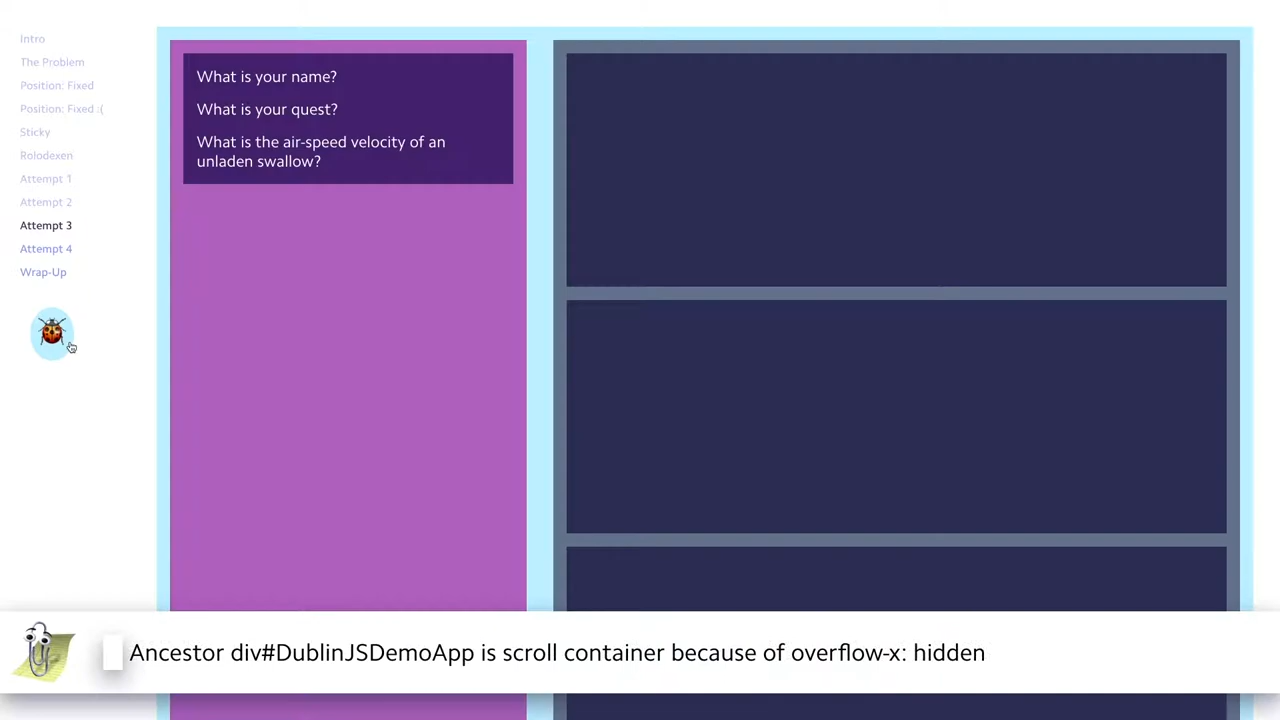 Intro
The Problem
Position: Fixed
Position: Fixed :(
Sticky
Rolodexen
Attempt 1
Attempt 2
Attempt 3
Attempt 4
Wrap-Up
What is your name?
What is your quest?
What is the air-speed velocity of an
unladen swallow?
Ancestor div#DublinJSDemoApp is scroll container because of overflow-x: hidden